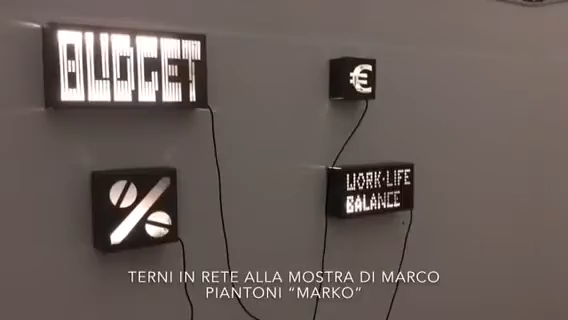 BUDGET
€
%
WORK-LIFE
BALANCE
TERNI IN RETE ALLA MOSTRA DI MARCO
PIANTONI “MARKO“